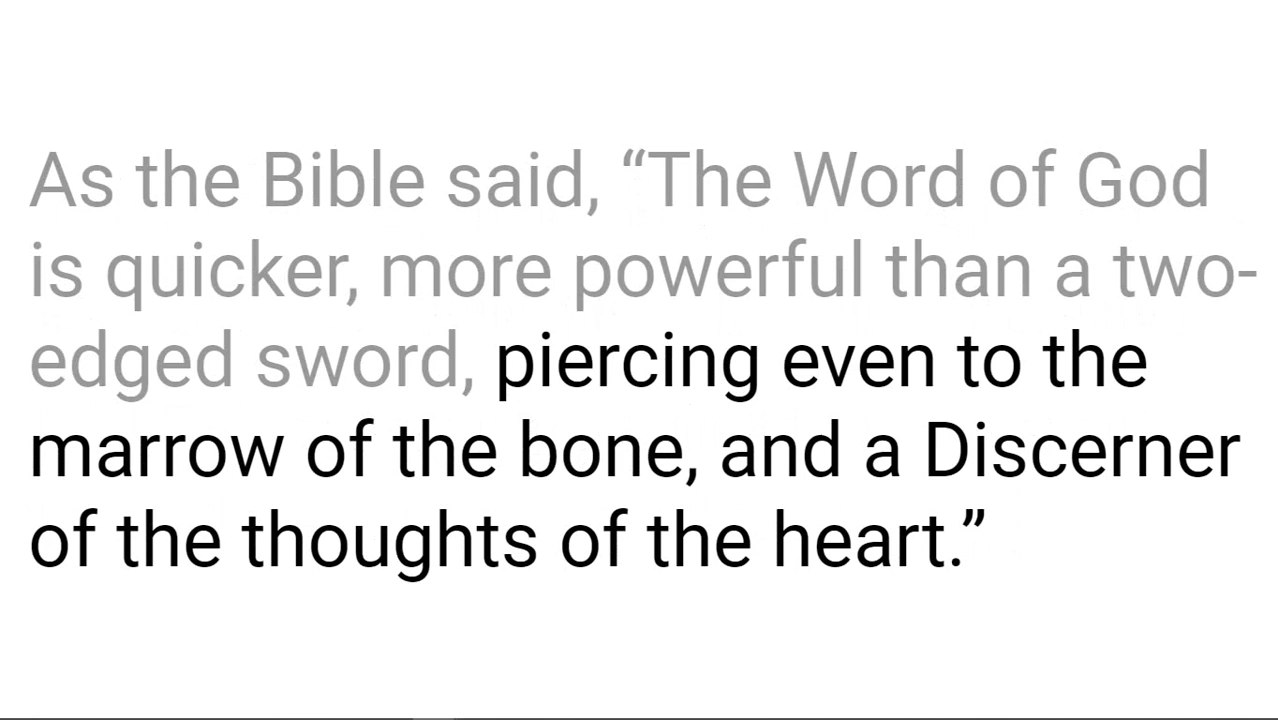 As the Bible said, “The Word of God
is quicker, more powerful than a two-
edged sword, piercing even to the
marrow of the bone, and a Discerner
of the thoughts of the heart.”